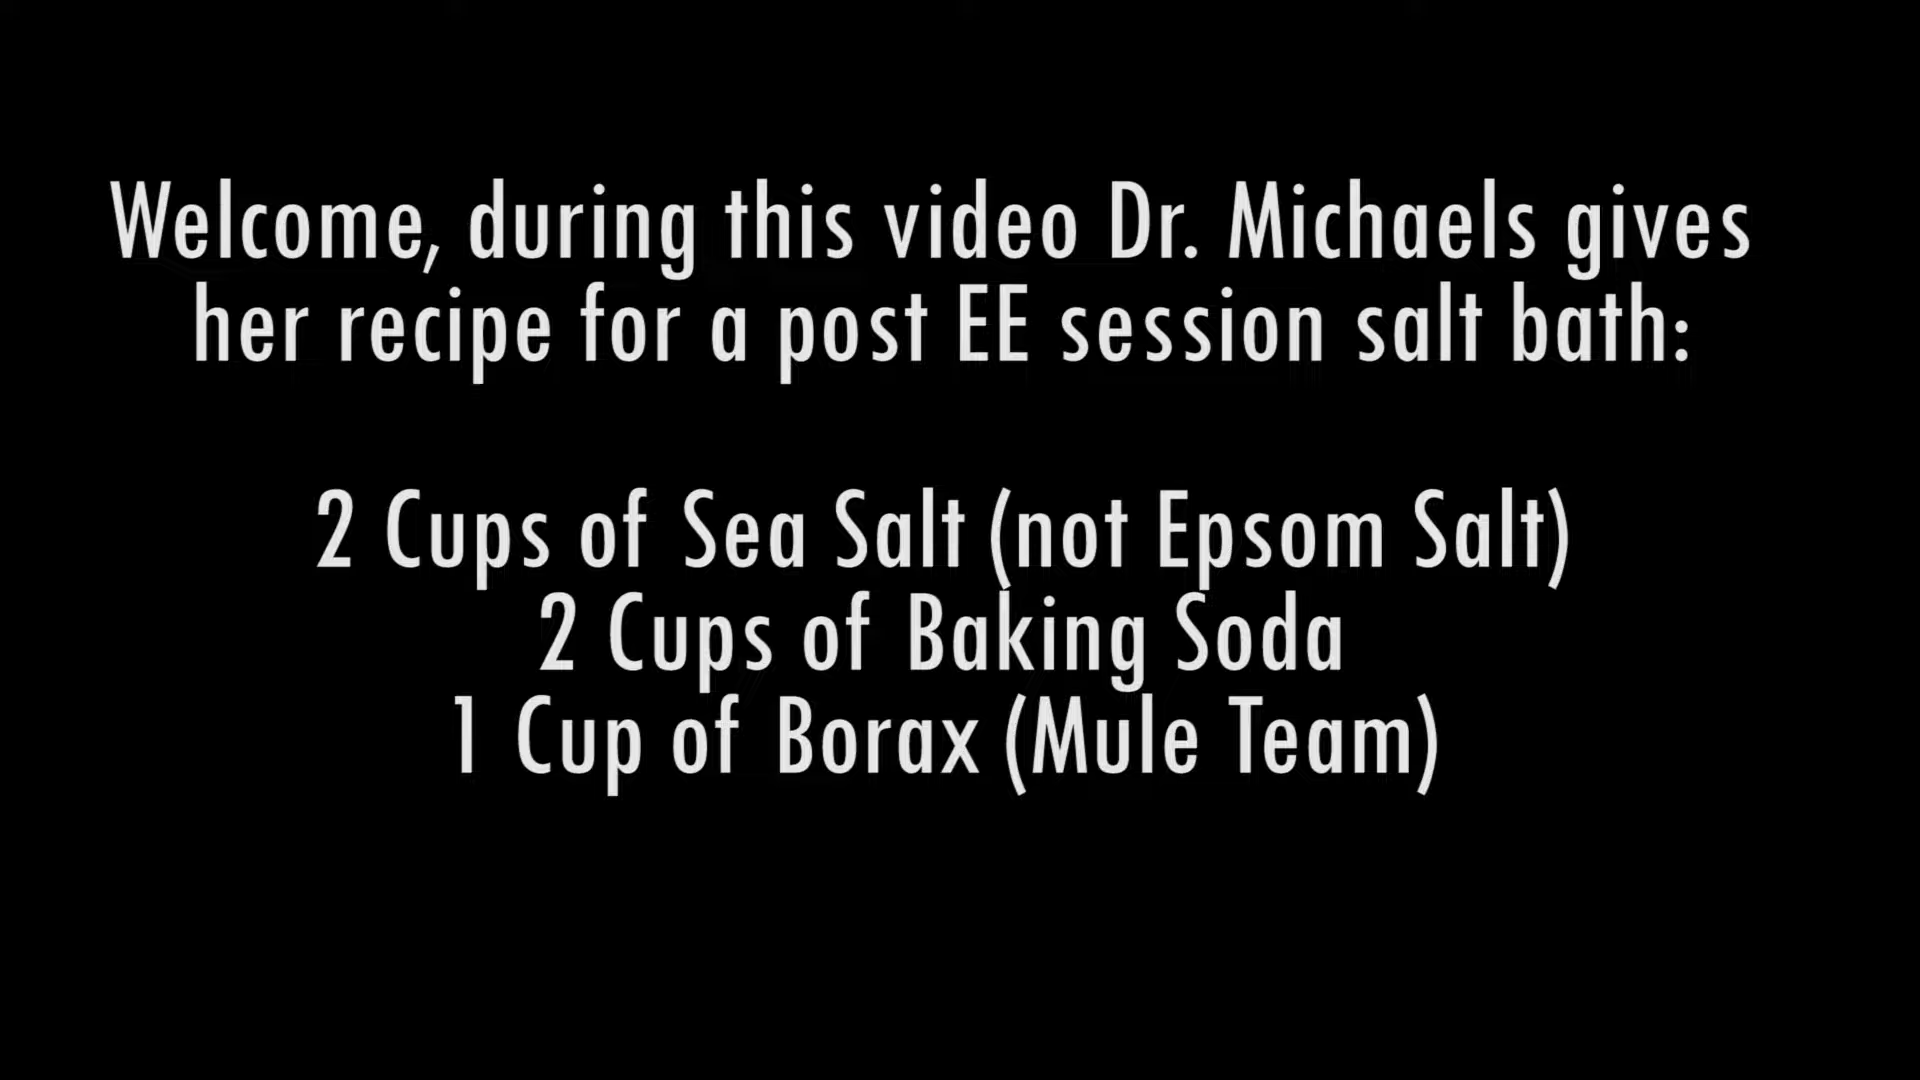 Welcome, during this video Dr. Michaels gives
her recipe for a post EE session salt bath:
2 Cups of Sea Salt (not Epsom Salt)
2 Cups of Baking Soda
1 Cup of Borax (Mule Team)